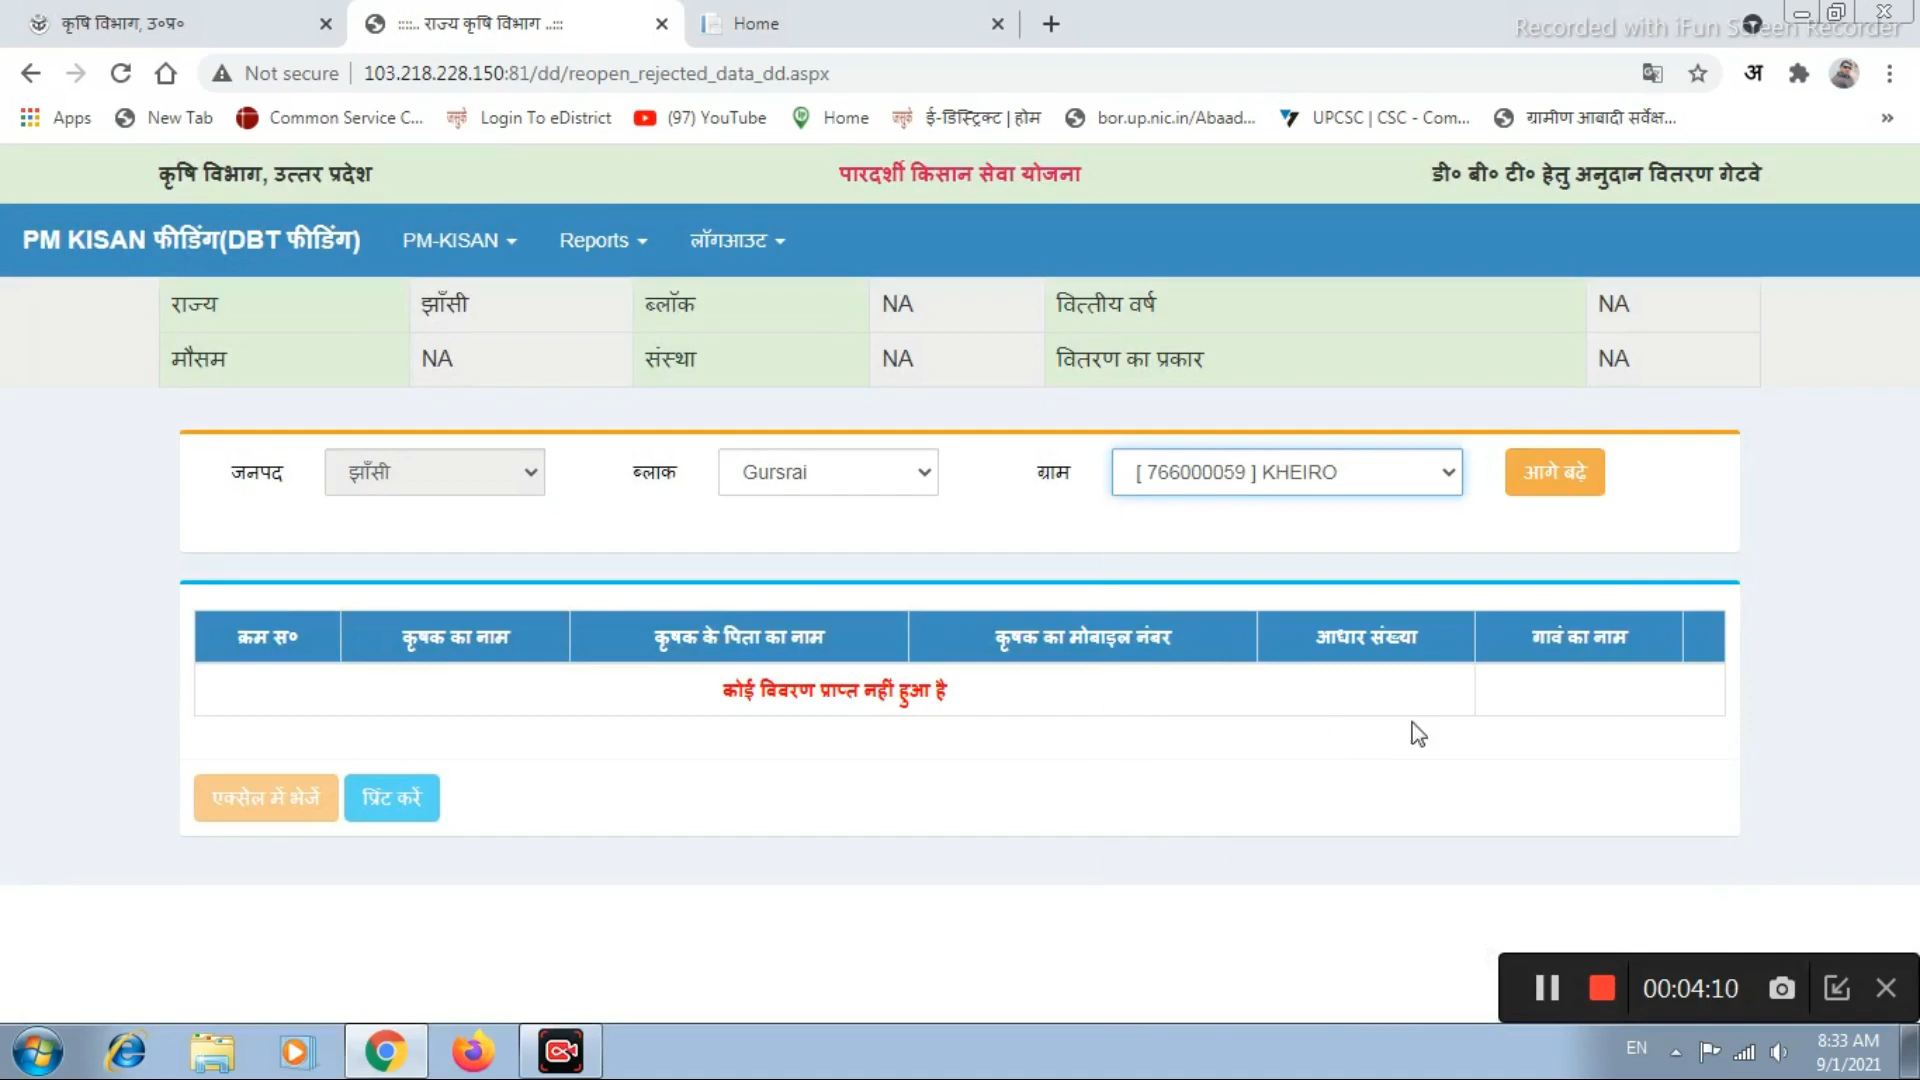 कृषि विभाग, उ०प्र०
:::... राज्य कृषि विभाग ..:::
Home
Recorded with iFun Screen Recorder
Not secure
103.218.228.150:81/dd/reopen_rejected_data_dd.aspx
अ
Apps
New Tab
Common Service C...
Login To eDistrict
(97) YouTube
Home
ई-डिस्ट्रिक्ट | होम
bor.up.nic.in/Abaad...
UPCSC | CSC - Com...
ग्रामीण आबादी सर्वेक्ष...
कृषि विभाग, उत्तर प्रदेश
पारदर्शी किसान सेवा योजना
डी० बी० टी० हेतु अनुदान वितरण गेटवे
PM KISAN फीडिंग(DBT फीडिंग)
PM-KISAN
Reports
लॉगआउट
राज्य झाँसी ब्लॉक NA वित्तीय वर्ष NA
मौसम NA संस्था NA वितरण का प्रकार NA
जनपद झाँसी ब्लाक Gursrai ग्राम [ 766000059 ] KHEIRO आगे बढ़े
क्रम स० कृषक का नाम कृषक के पिता का नाम कृषक का मोबाइल नंबर आधार संख्या गावं का नाम
कोई विवरण प्राप्त नहीं हुआ है
एक्सेल में भेजें
प्रिंट करें
00:04:10
EN
8:33 AM
9/1/2021